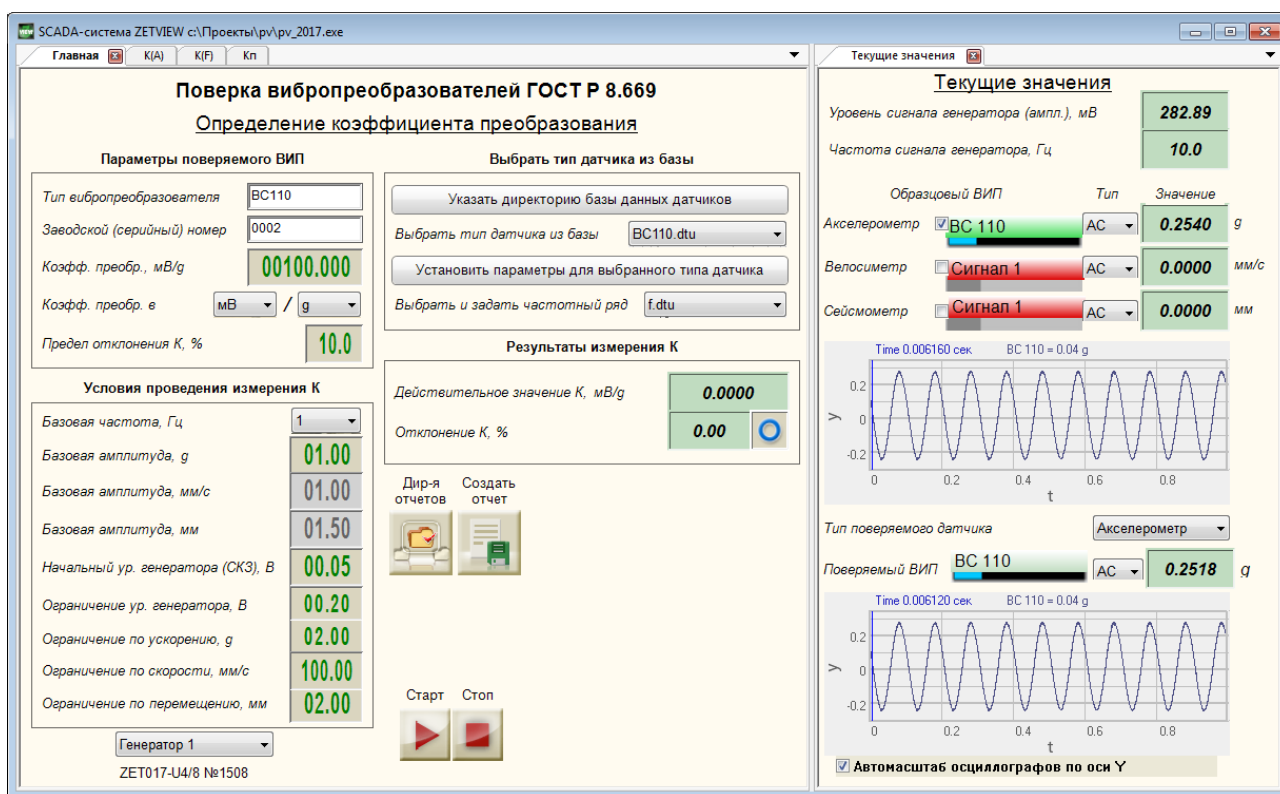 SCADA-система ZETVIEW c:\Проекты\pv\pv_2017.exe
Главная K(A) K(F) Кп
Поверка вибропреобразователей ГОСТ Р 8.669
Определение коэффициента преобразования
Параметры поверяемого ВИП
Тип вибропреобразователя BC110
Заводской (серийный) номер 0002
Коэфф. преобр., мВ/g 00100.000
Коэфф. преобр. в мВ / g
Предел отклонения К, % 10.0
Условия проведения измерения К
Базовая частота, Гц 1
Базовая амплитуда, g 01.00
Базовая амплитуда, мм/с 01.00
Базовая амплитуда, мм 01.50
Начальный ур. генератора (СКЗ), В 00.05
Ограничение ур. генератора, В 00.20
Ограничение по ускорению, g 02.00
Ограничение по скорости, мм/с 100.00
Ограничение по перемещению, мм 02.00
Генератор 1
ZET017-U4/8 №1508
Выбрать тип датчика из базы
Указать директорию базы данных датчиков
Выбрать тип датчика из базы BC110.dtu
Установить параметры для выбранного типа датчика
Выбрать и задать частотный ряд f.dtu
Результаты измерения К
Действительное значение К, мВ/g 0.0000
Отклонение К, % 0.00
Дир-я отчетов
Создать отчет
Старт Стоп
Текущие значения
Текущие значения
Уровень сигнала генератора (ампл.), мВ 282.89
Частота сигнала генератора, Гц 10.0
Образцовый ВИП Тип Значение
Акселерометр BC 110 AC 0.2540 g
Велосиметр Сигнал 1 AC 0.0000 мм/с
Сейсмометр Сигнал 1 AC 0.0000 мм
Time 0.006160 сек BC 110 = 0.04 g
0.2
y 0
-0.2
0 0.2 0.4 0.6 0.8
t
Тип поверяемого датчика Акселерометр
Поверяемый ВИП BC 110 AC 0.2518 g
Time 0.006120 сек BC 110 = 0.04 g
0.2
y 0
-0.2
0 0.2 0.4 0.6 0.8
t
Автомасштаб осциллографов по оси Y